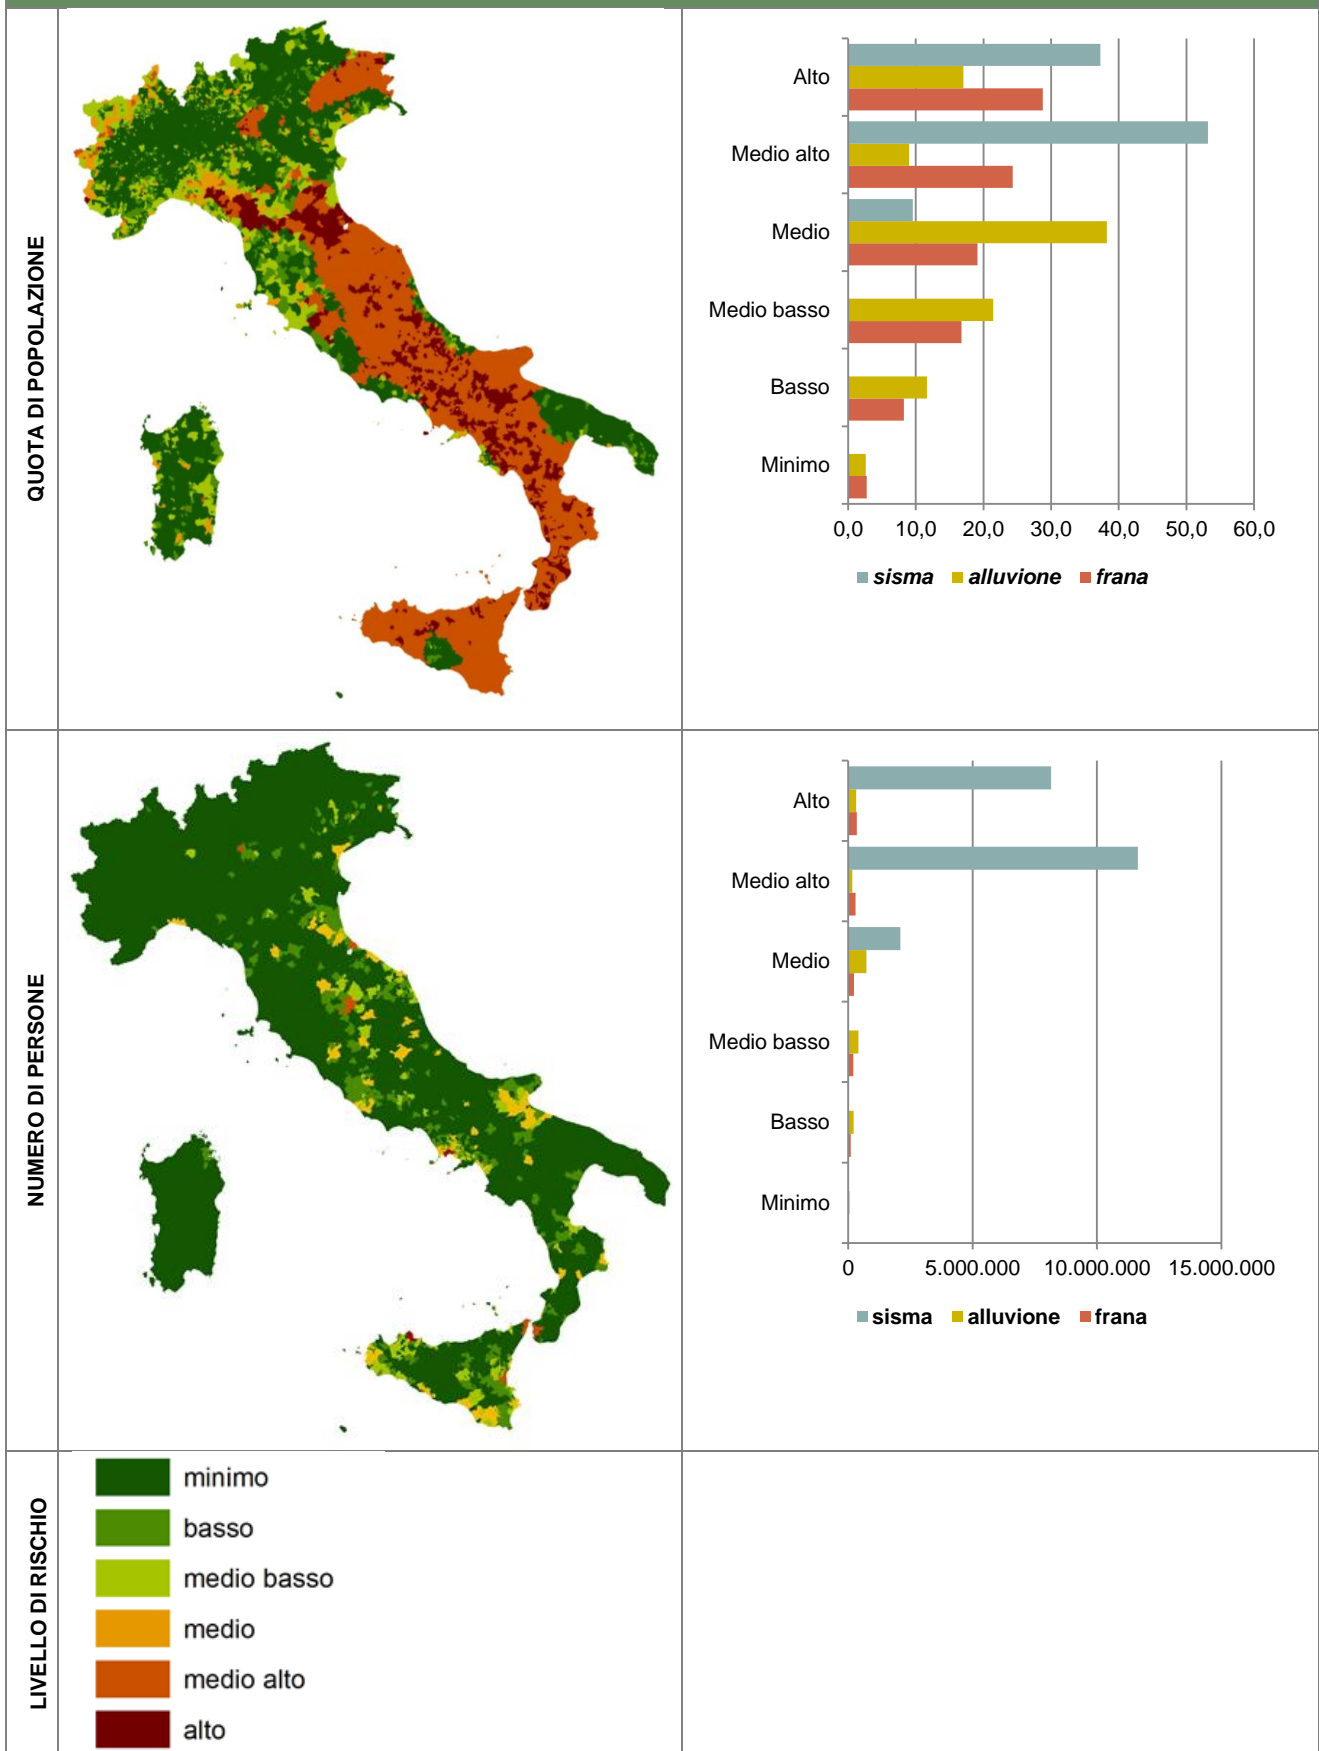 QUOTA DI POPOLAZIONE
Alto
Medio alto
Medio
Medio basso
Basso
Minimo
0,0 10,0 20,0 30,0 40,0 50,0 60,0
sisma alluvione frana
NUMERO DI PERSONE
Alto
Medio alto
Medio
Medio basso
Basso
Minimo
0 5.000.000 10.000.000 15.000.000
sisma alluvione frana
LIVELLO DI RISCHIO
minimo
basso
medio basso
medio
medio alto
alto